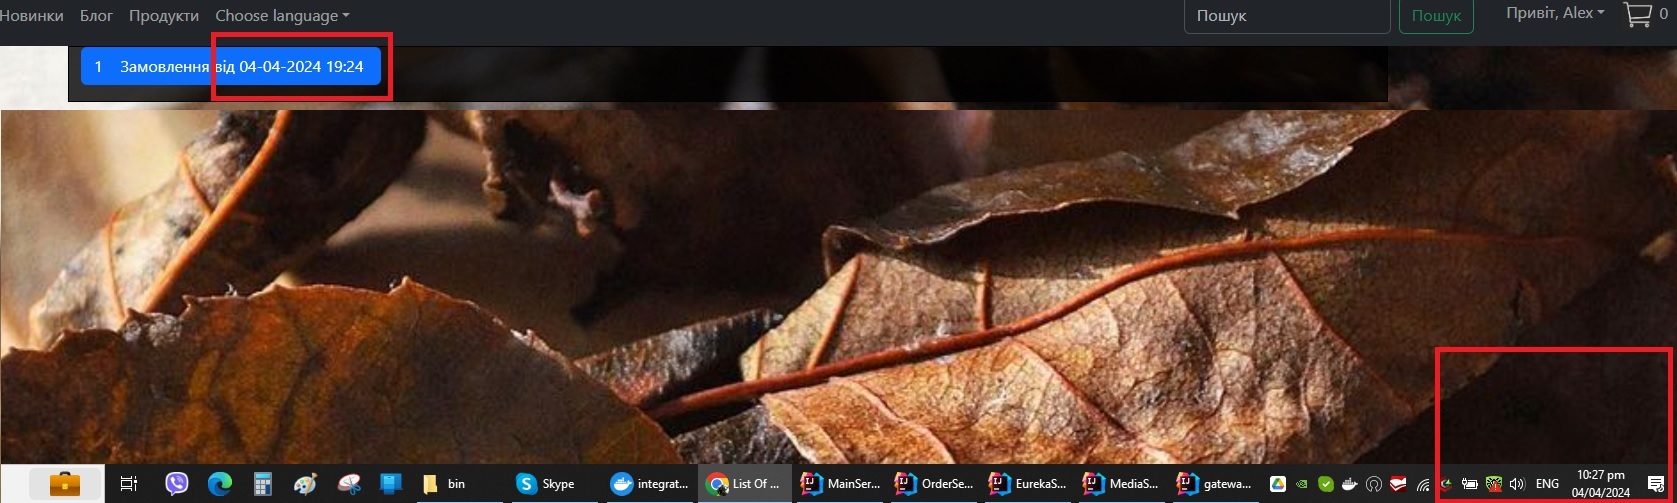 Новинки Блог Продукти Choose language Пошук Пошук Привіт, Alex 0
1 Замовлення від 04-04-2024 19:24
bin Skype integrat... List Of ... MainSer... OrderSe... EurekaS... MediaS... gatewa... ENG 10:27 pm
04/04/2024